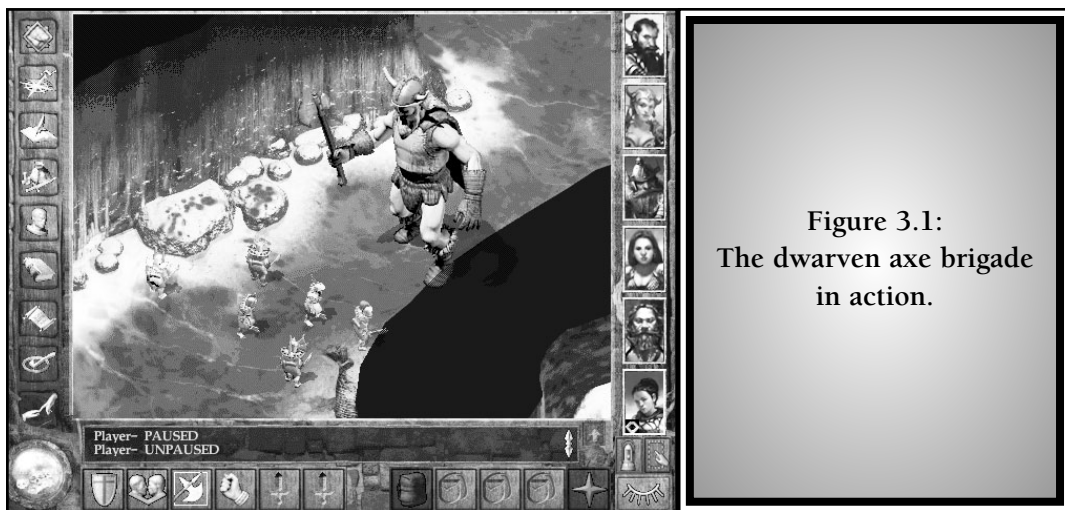 Player- PAUSED
Player- UNPAUSED
Figure 3.1:
The dwarven axe brigade
in action.